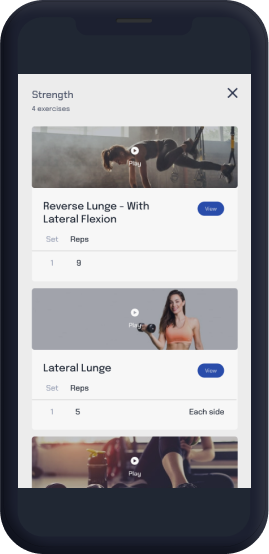 Strength
4 exercises
Play
Reverse Lunge - With
Lateral Flexion
View
Set Reps
1 9
Play
Lateral Lunge
View
Set Reps
1 5 Each side
Play